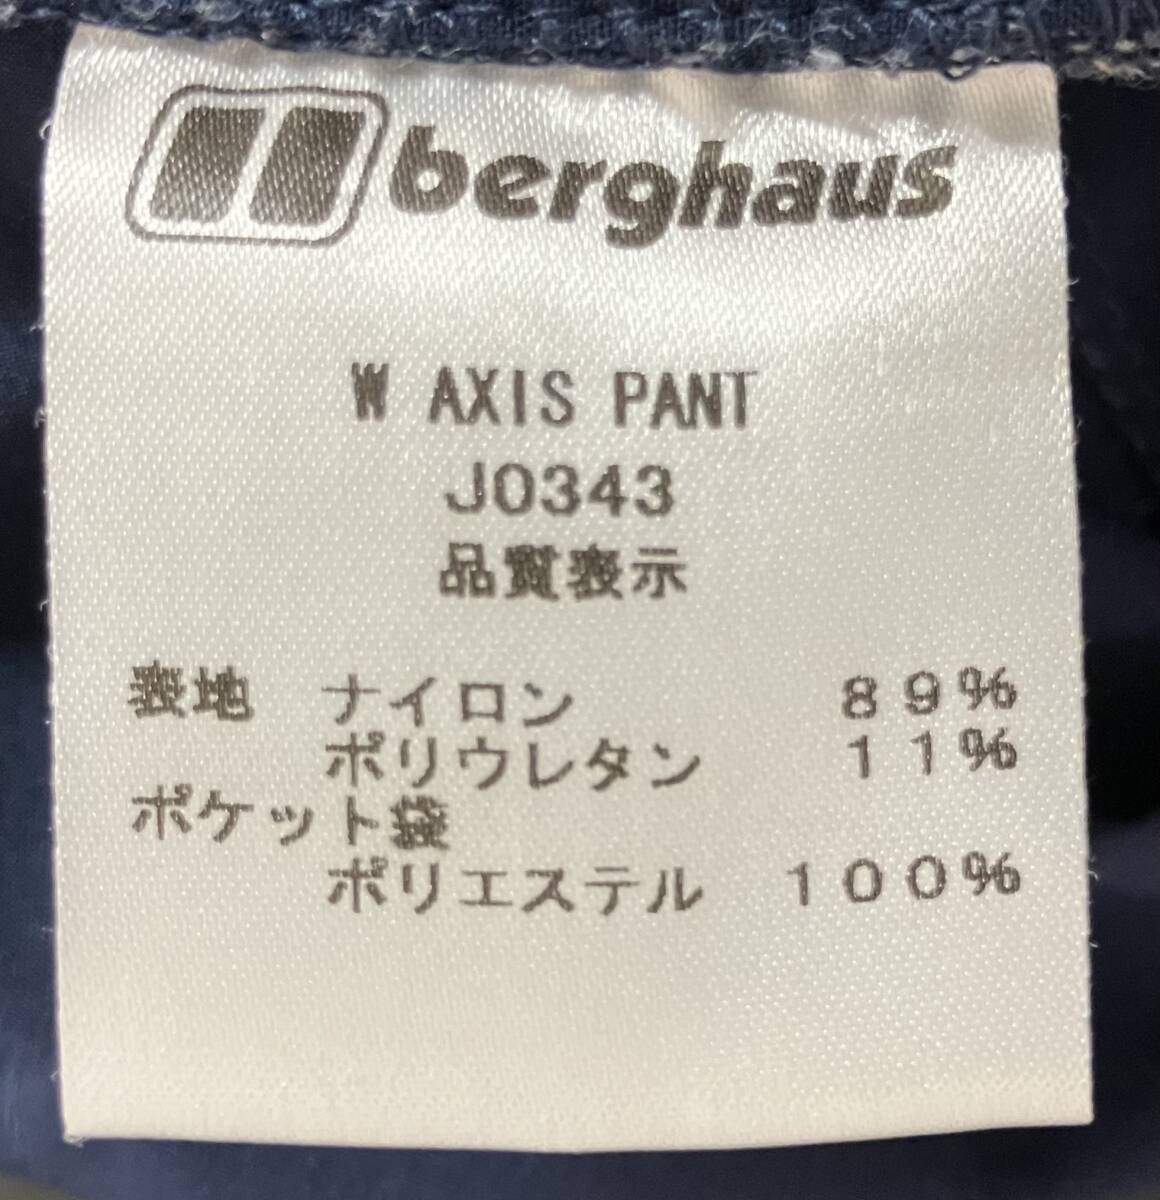 berghaus
W AXIS PANT
J0343
品質表示
表地 ナイロン 89%
ポリウレタン 11%
ポケット袋
ポリエステル 100%